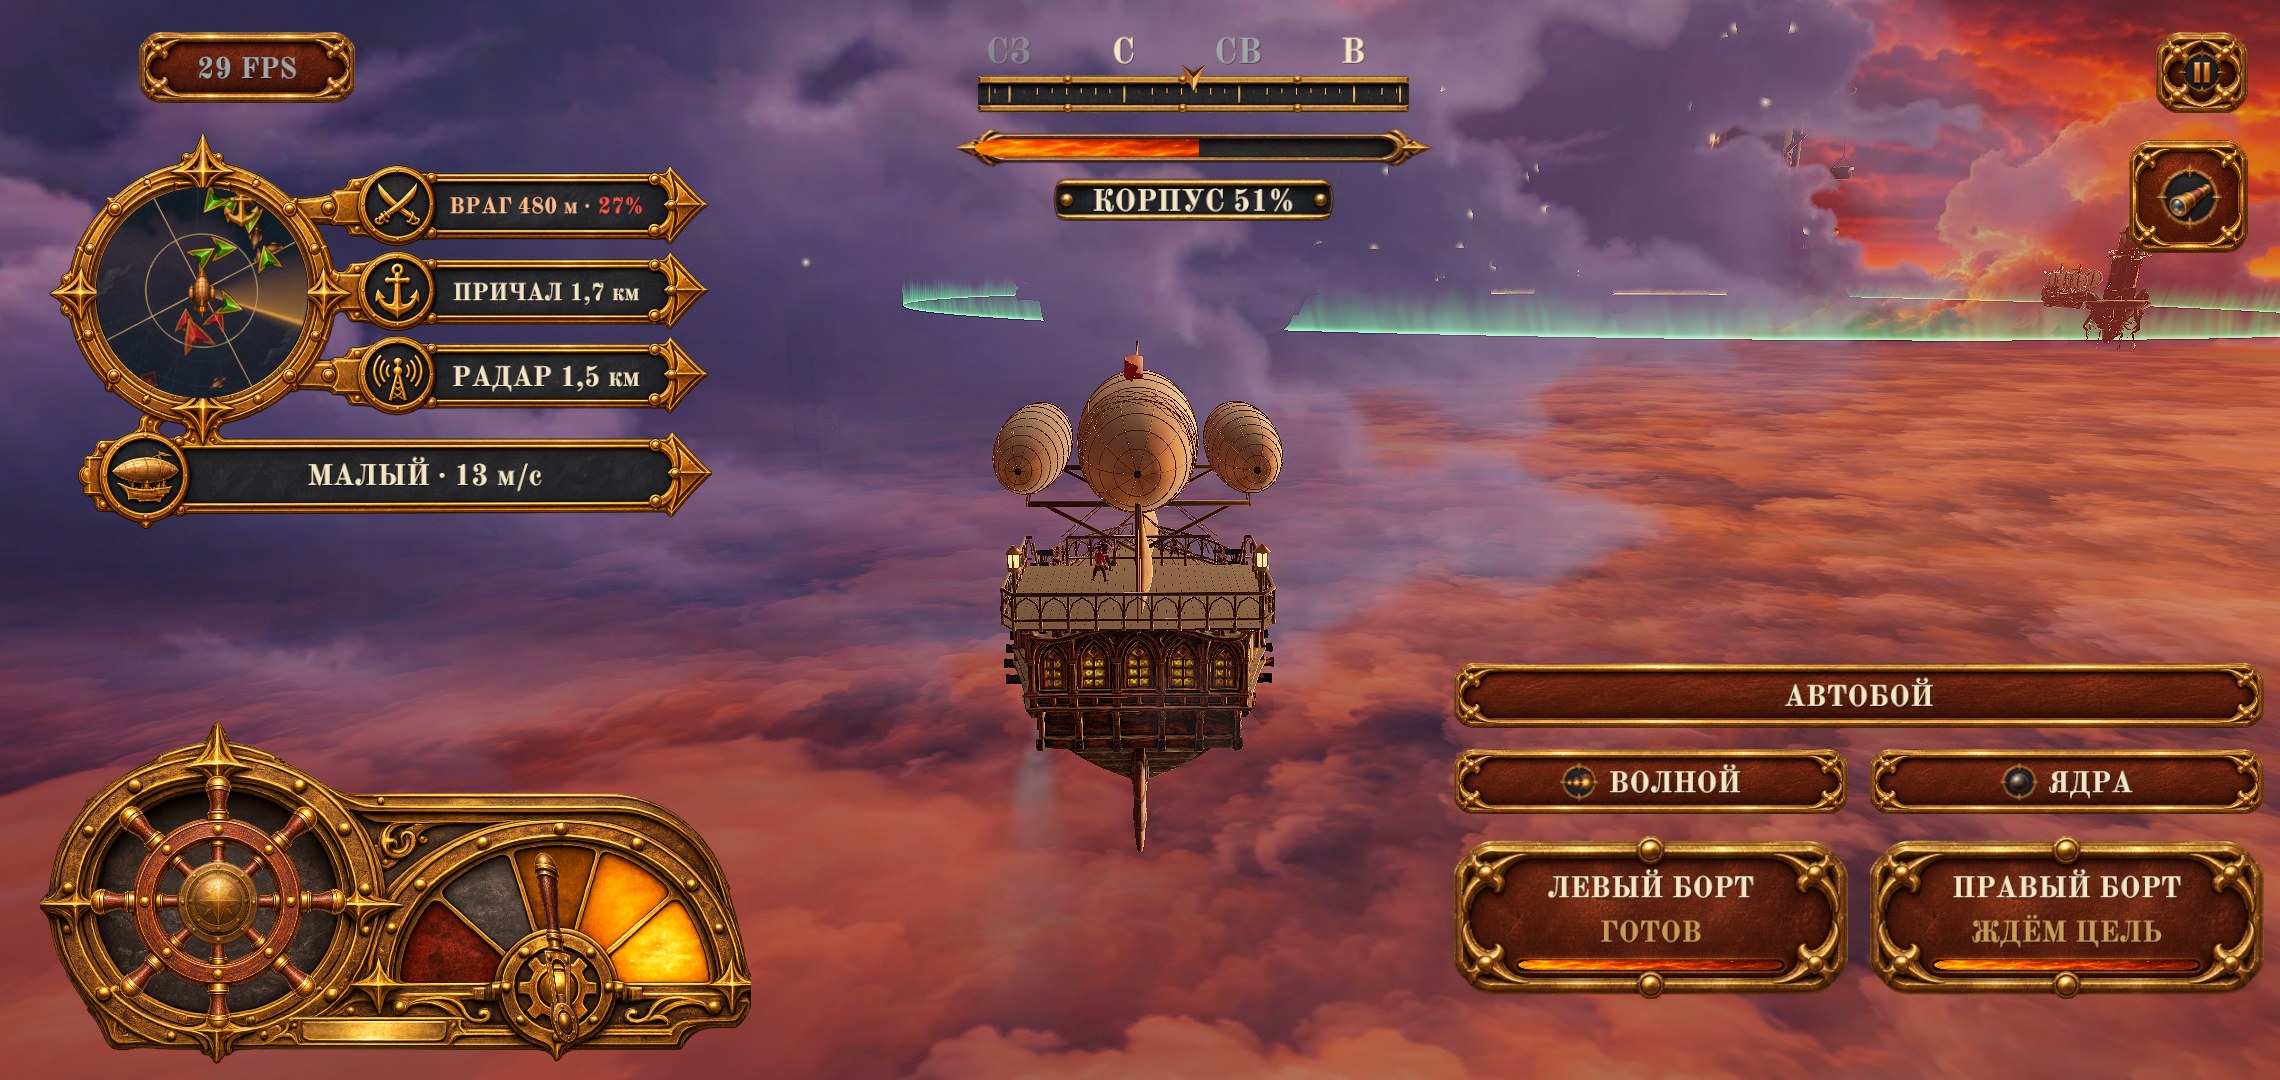 29 FPS
СЗ С СВ В
КОРПУС 51%
ВРАГ 480 м · 27%
ПРИЧАЛ 1,7 км
РАДАР 1,5 км
МАЛЫЙ · 13 м/с
АВТОБОЙ
ВОЛНОЙ
ЯДРА
ЛЕВЫЙ БОРТ
ГОТОВ
ПРАВЫЙ БОРТ
ЖДЁМ ЦЕЛЬ